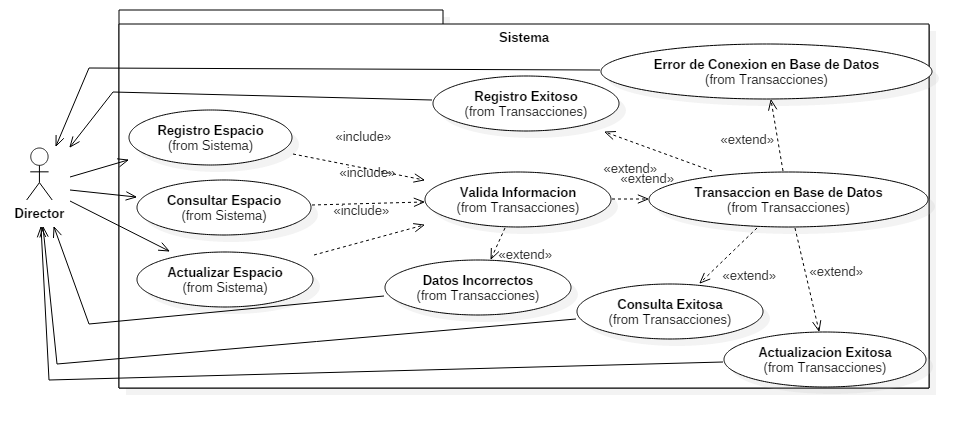 Sistema
Error de Conexion en Base de Datos
(from Transacciones)
Registro Exitoso
(from Transacciones)
Registro Espacio
(from Sistema)
«include»
«extend»
«include»
«extend»
«extend»
Consultar Espacio
(from Sistema)
Valida Informacion
(from Transacciones)
Transaccion en Base de Datos
(from Transacciones)
Director
«include»
«extend»
Actualizar Espacio
(from Sistema)
Datos Incorrectos
(from Transacciones)
«extend»
«extend»
Consulta Exitosa
(from Transacciones)
Actualizacion Exitosa
(from Transacciones)